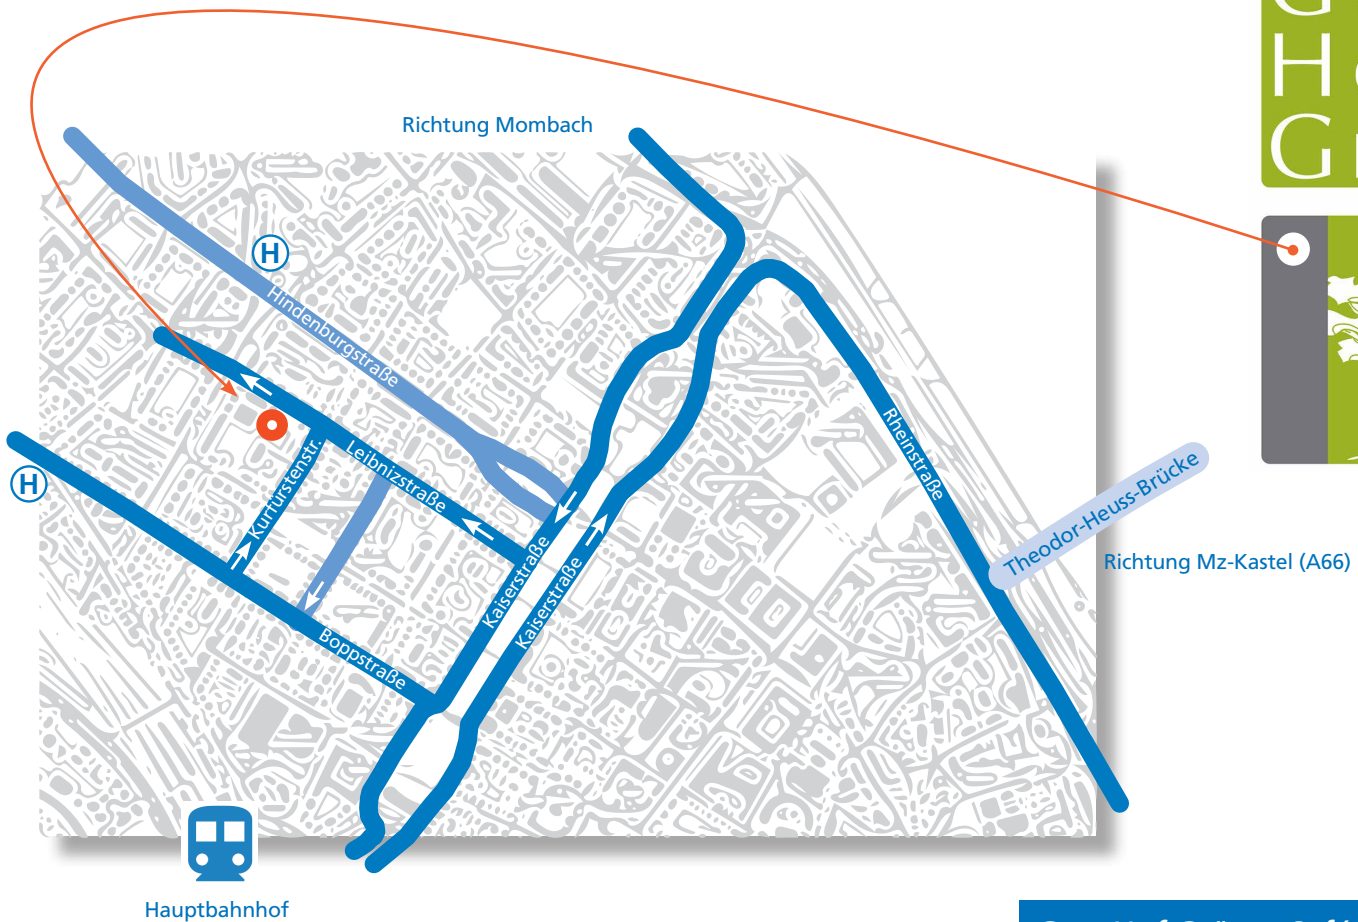 G
H
G
Richtung Mombach
H
Hindenburgstraße
Leibnizstraße
Kurfürstenstr.
H
Boppstraße
Kaiserstraße
Kaiserstraße
Rheinstraße
Theodor-Heuss-Brücke
Richtung Mz-Kastel (A66)
Hauptbahnhof